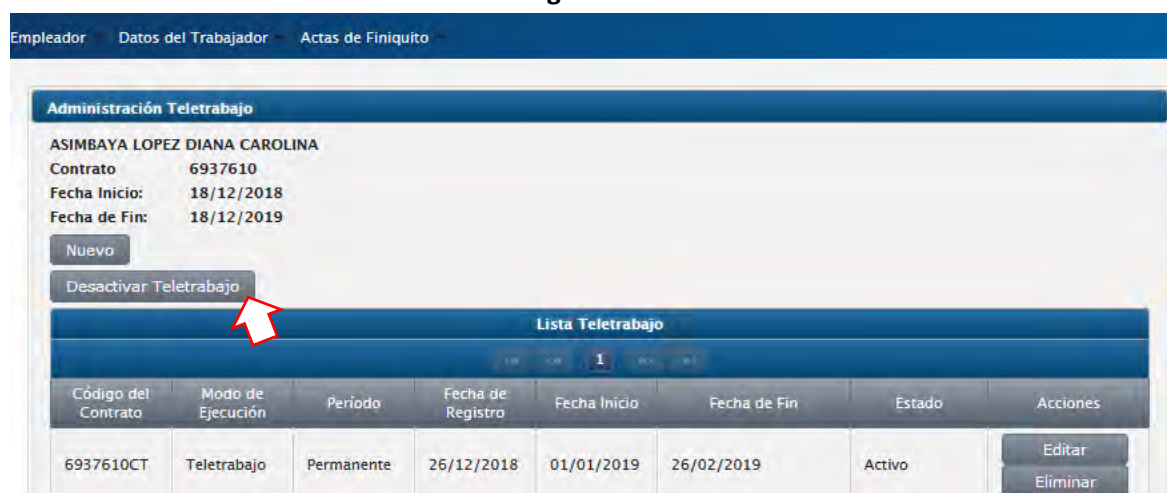 Empleador Datos del Trabajador Actas de Finiquito
Administración Teletrabajo
ASIMBAYA LOPEZ DIANA CAROLINA
Contrato 6937610
Fecha Inicio: 18/12/2018
Fecha de Fin: 18/12/2019
Nuevo
Desactivar Teletrabajo
Lista Teletrabajo
1
Código del Contrato Modo de Ejecución Período Fecha de Registro Fecha Inicio Fecha de Fin Estado Acciones
6937610CT Teletrabajo Permanente 26/12/2018 01/01/2019 26/02/2019 Activo Editar
Eliminar